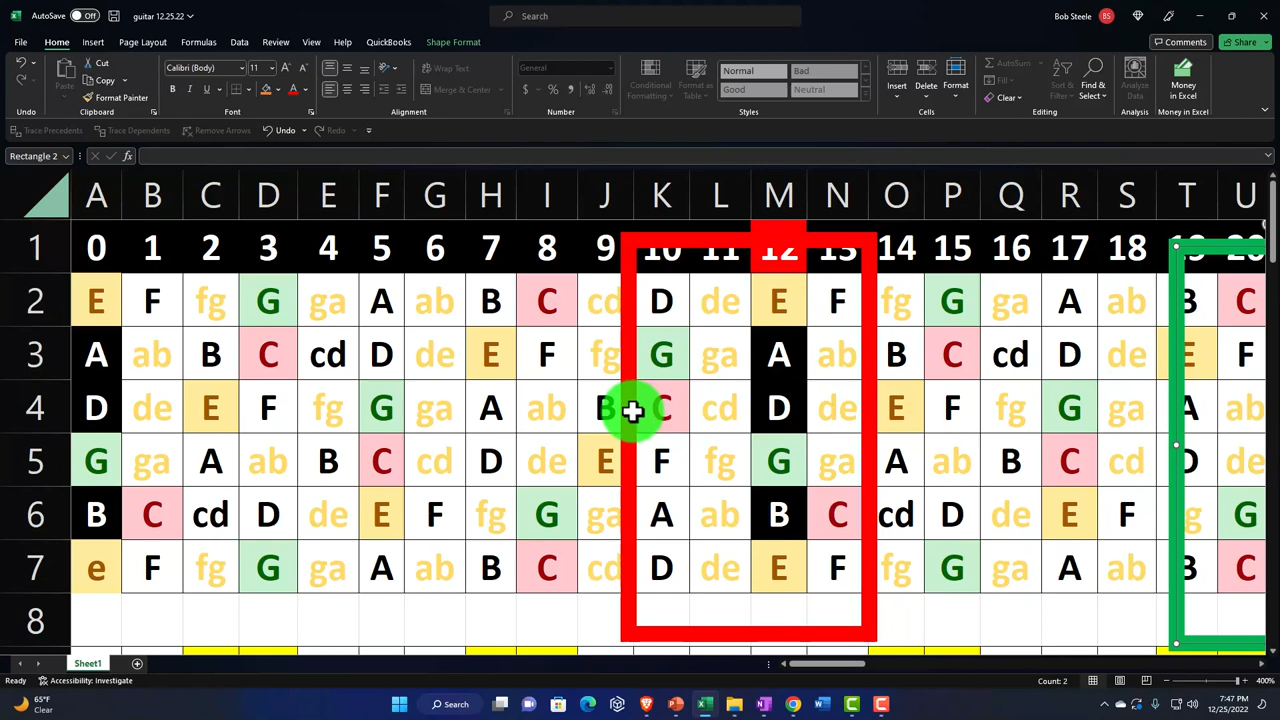 AutoSave Off guitar 12.25.22 Search Bob Steele BS
File Home Insert Page Layout Formulas Data Review View Help QuickBooks Shape Format Comments Share
Cut Calibri (Body) 11 Wrap Text General Normal Bad AutoSum
Paste Copy Conditional Formatting Format as Table Good Neutral Insert Delete Format Fill Sort & Filter Find & Select Analyze Data Money in Excel
Format Painter B I U A Merge & Center $ % Clear
Undo Clipboard Font Alignment Number Styles Cells Editing Analysis Money in Excel
Trace Precedents Trace Dependents Remove Arrows Undo Redo
Rectangle 2 fx
A B C D E F G H I J K L M N O P Q R S T U
1 0 1 2 3 4 5 6 7 8 9 10 11 12 13 14 15 16 17 18 19 20
2 E F fg G ga A ab B C cd D de E F fg G ga A ab B C
3 A ab B C cd D de E F fg G ga A ab B C cd D de E F
4 D de E F fg G ga A ab B C cd D de E F fg G ga A ab
5 G ga A ab B C cd D de E F fg G ga A ab B C cd D de
6 B C cd D de E F fg G ga A ab B C cd D de E F g G
7 e F fg G ga A ab B C cd D de E F fg G ga A ab B C
8
Sheet1
Ready Accessibility: Investigate Count: 2 400%
65°F
Clear
Search
7:47 PM
12/25/2022